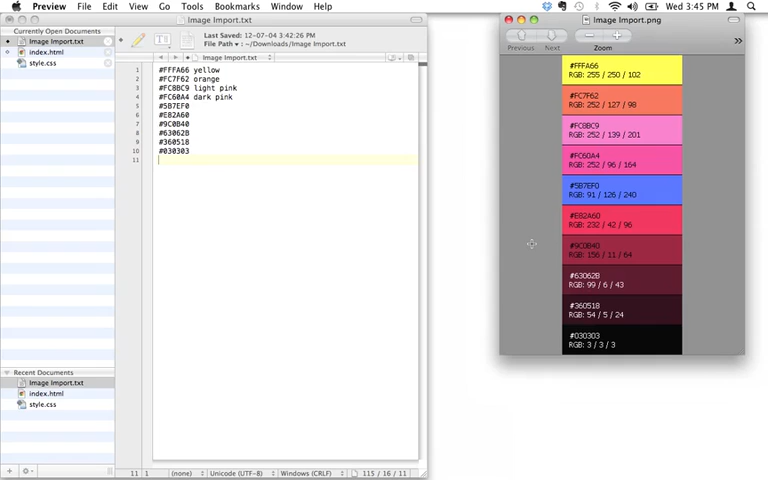 Preview File Edit View Go Tools Bookmarks Window Help
Wed 3:45 PM
Image Import.txt
Currently Open Documents
Image Import.txt
index.html
style.css
Last Saved: 12-07-04 3:42:26 PM
File Path ▾ : ~/Downloads/Image Import.txt
Image Import.txt
1 #FFFA66 yellow
2 #FC7F62 orange
3 #FC8BC9 light pink
4 #FC60A4 dark pink
5 #5B7EF0
6 #E82A60
7 #9C0B40
8 #63062B
9 #360518
10 #030303
11
Recent Documents
Image Import.txt
index.html
style.css
11 1 (none) Unicode (UTF-8) Windows (CRLF) 115 / 16 / 11
Image Import.png
Previous Next Zoom
#FFFA66
RGB: 255 / 250 / 102
#FC7F62
RGB: 252 / 127 / 98
#FC8BC9
RGB: 252 / 139 / 201
#FC60A4
RGB: 252 / 96 / 164
#5B7EF0
RGB: 91 / 126 / 240
#E82A60
RGB: 232 / 42 / 96
#9C0B40
RGB: 156 / 11 / 64
#63062B
RGB: 99 / 6 / 43
#360518
RGB: 54 / 5 / 24
#030303
RGB: 3 / 3 / 3